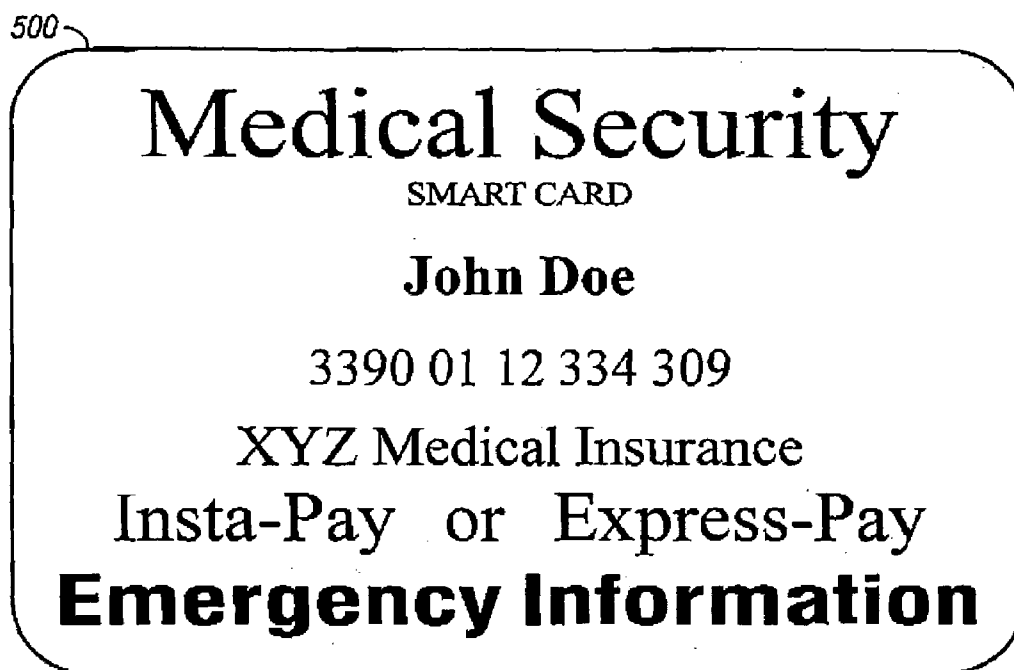 500
Medical Security
SMART CARD
John Doe
3390 01 12 334 309
XYZ Medical Insurance
Insta-Pay or Express-Pay
Emergency Information